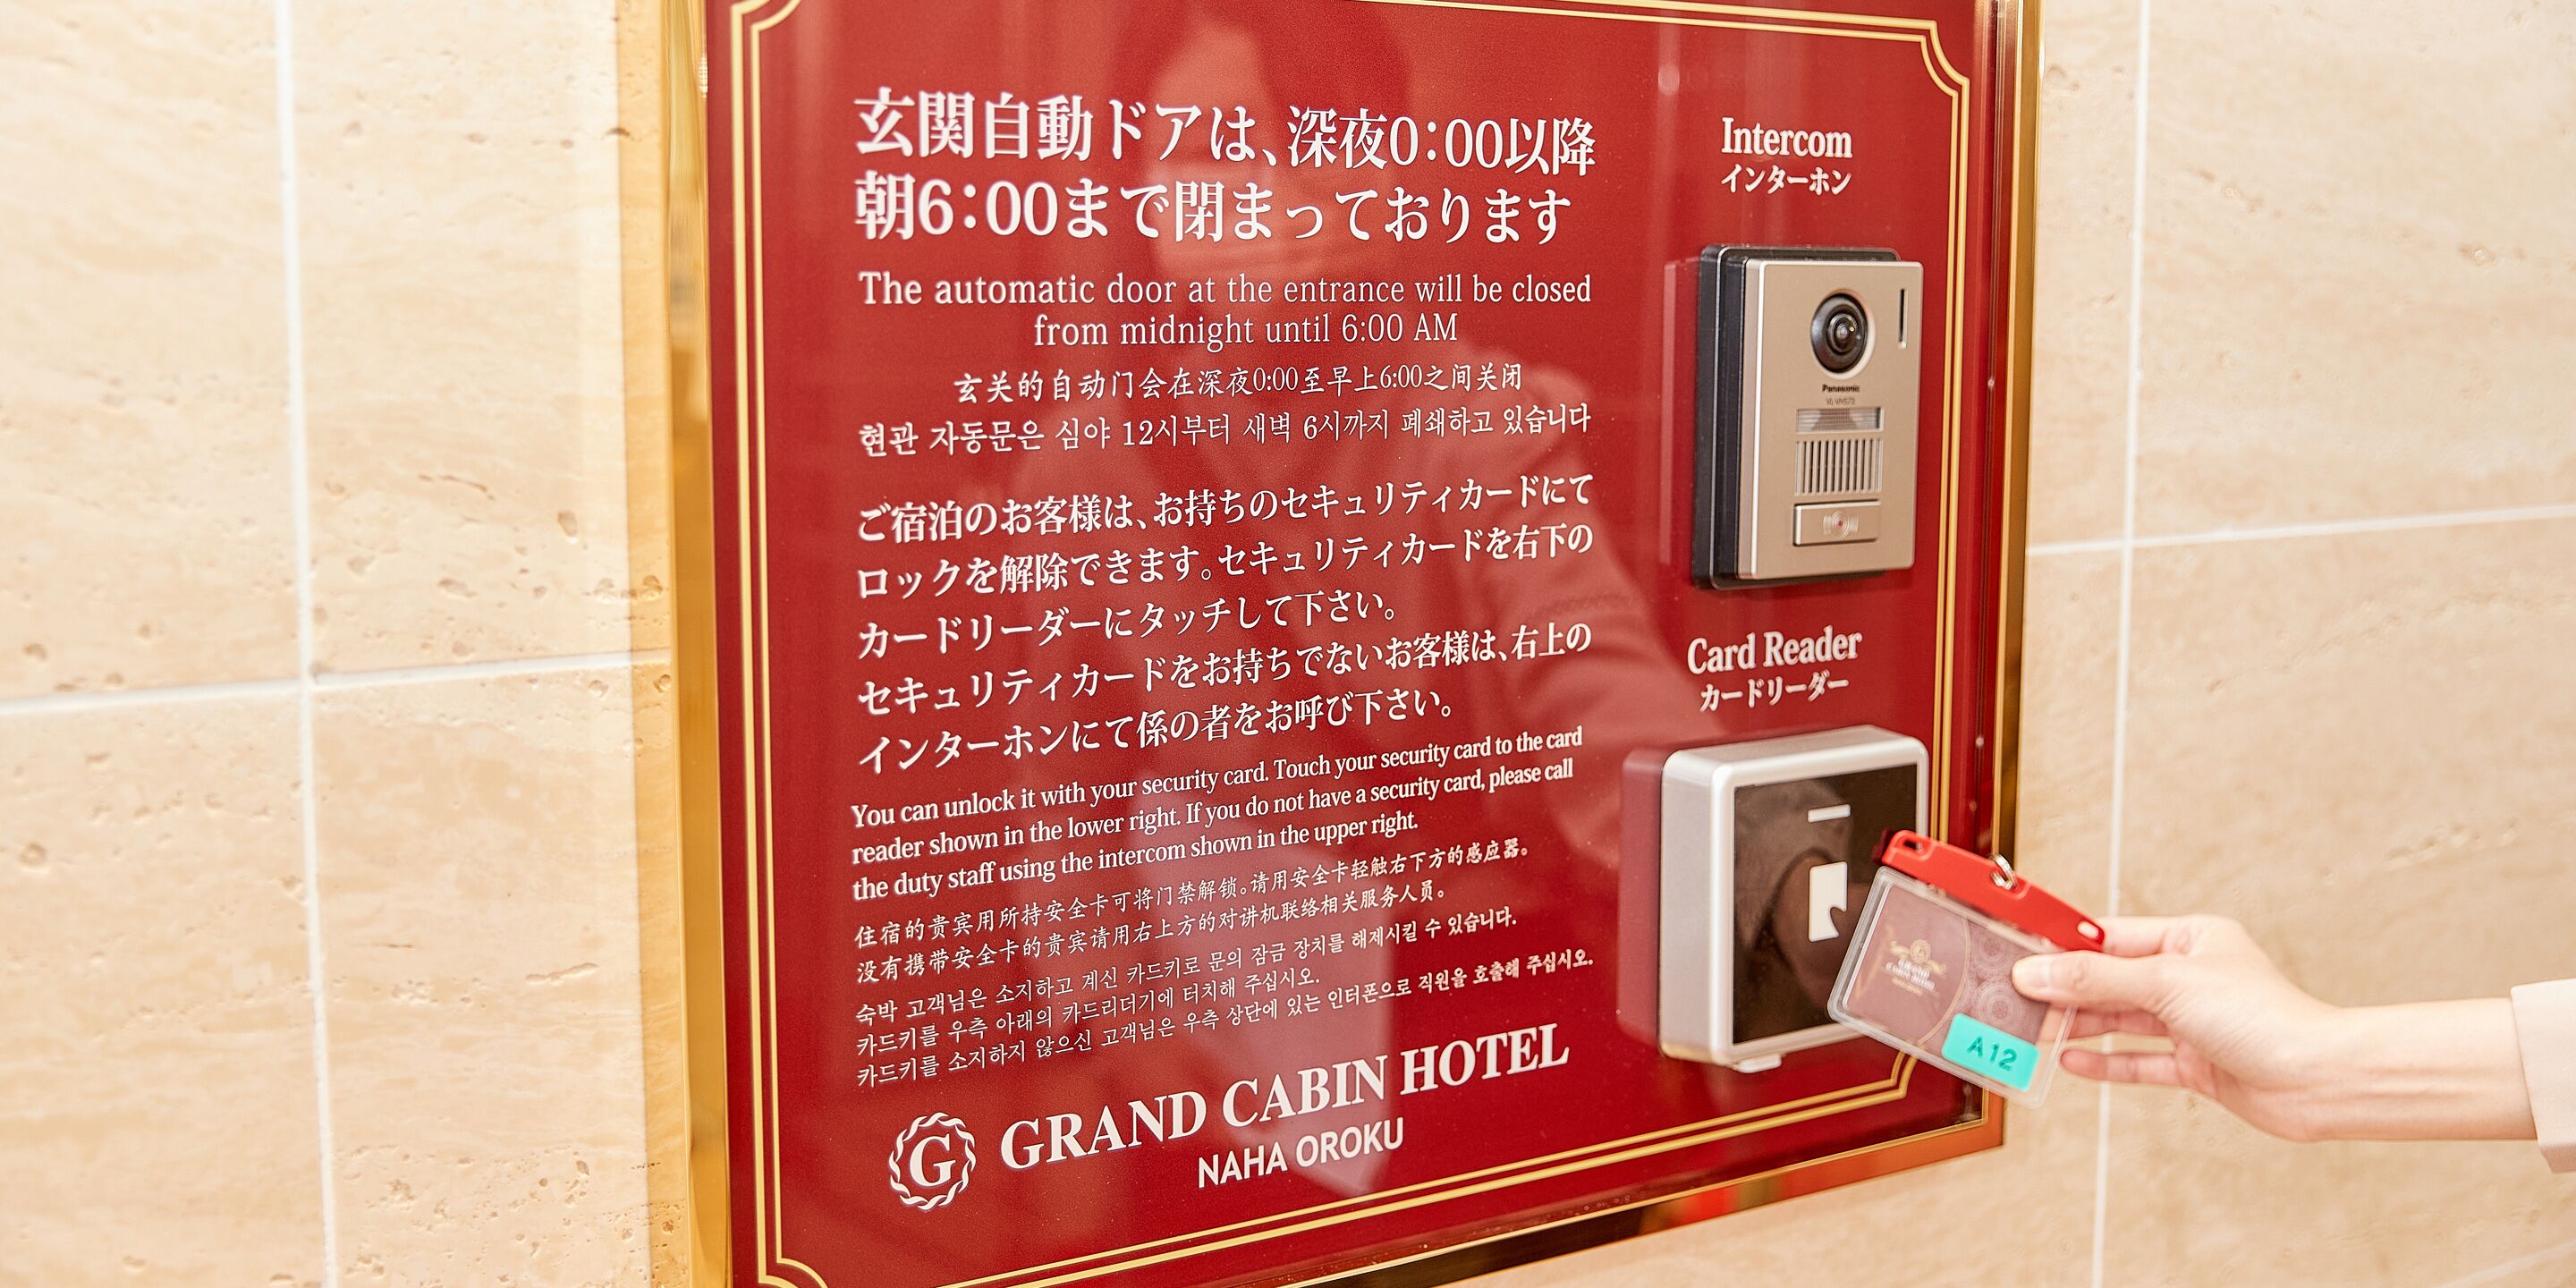 玄関自動ドアは、深夜0:00以降
朝6:00まで閉まっております
The automatic door at the entrance will be closed
from midnight until 6:00 AM
玄关的自动门会在深夜0:00至早上6:00之间关闭
현관 자동문은 심야 12시부터 새벽 6시까지 폐쇄하고 있습니다
ご宿泊のお客様は、お持ちのセキュリティカードにて
ロックを解除できます。セキュリティカードを右下の
カードリーダーにタッチして下さい。
セキュリティカードをお持ちでないお客様は、右上の
インターホンにて係の者をお呼び下さい。
You can unlock it with your security card. Touch your security card to the card
reader shown in the lower right. If you do not have a security card, please call
the duty staff using the intercom shown in the upper right.
住宿的贵宾用所持安全卡可将门禁解锁。请用安全卡轻触右下方的感应器。
没有携带安全卡的贵宾请用右上方的对讲机联络相关服务人员。
숙박 고객님은 소지하고 계신 카드키로 문의 잠금 장치를 해제시킬 수 있습니다.
카드키를 우측 아래의 카드리더기에 터치해 주십시오.
카드키를 소지하지 않으신 고객님은 우측 상단에 있는 인터폰으로 직원을 호출해 주십시오.
G GRAND CABIN HOTEL
NAHA OROKU
Intercom
インターホン
Panasonic
Card Reader
カードリーダー
A12